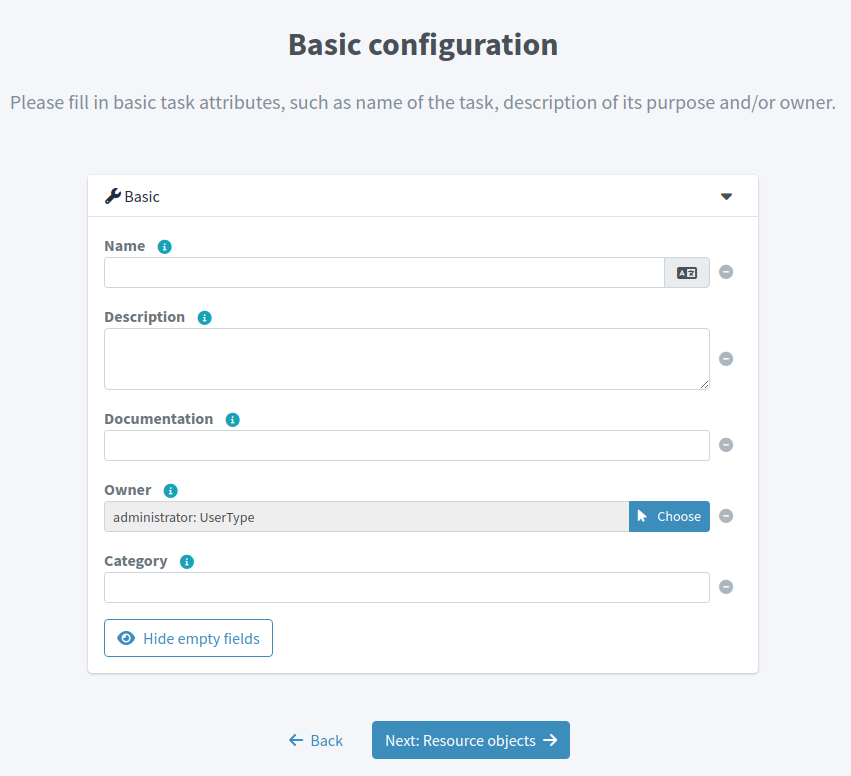 Basic configuration
Please fill in basic task attributes, such as name of the task, description of its purpose and/or owner.
Basic
Name
Description
Documentation
Owner
administrator: UserType
Choose
Category
Hide empty fields
Back
Next: Resource objects